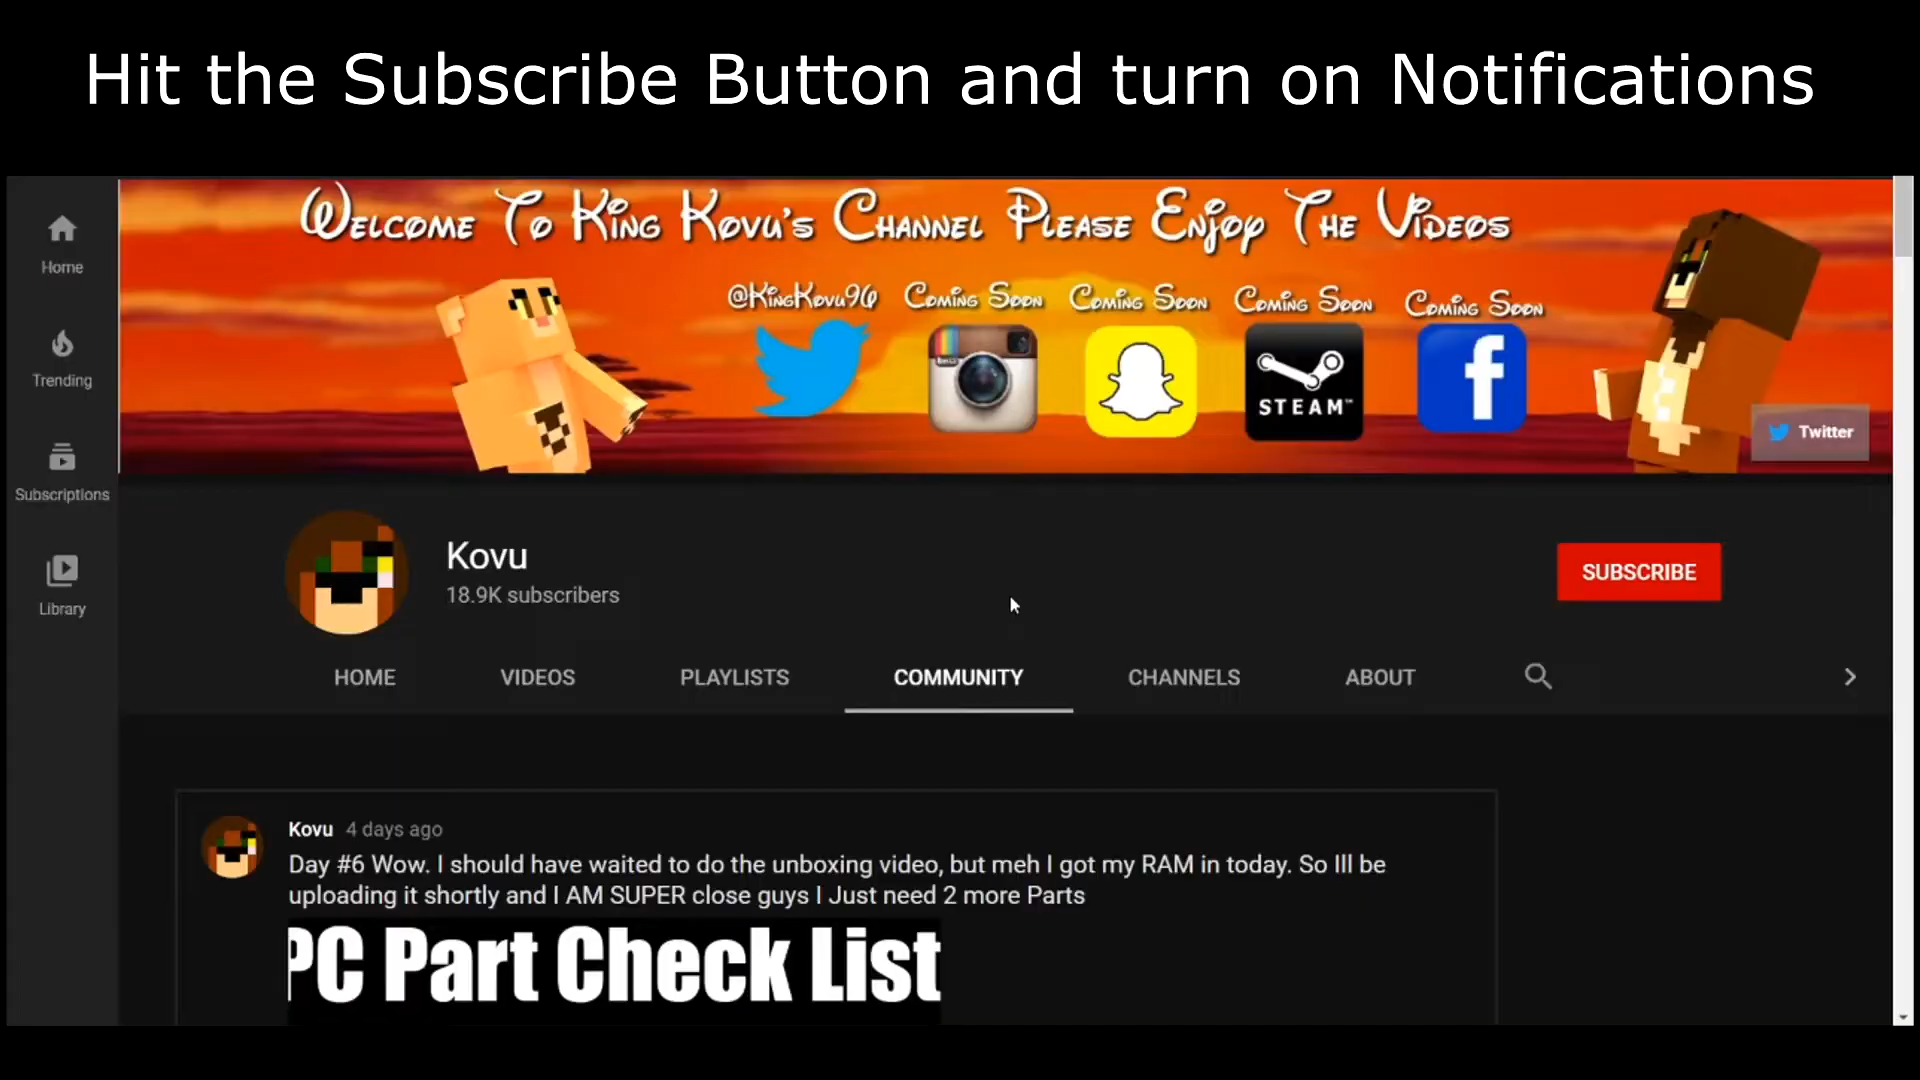 Hit the Subscribe Button and turn on Notifications
Welcome To King Kovu's Channel Please Enjoy The Videos
@KingKovu96 Coming Soon Coming Soon Coming Soon Coming Soon
STEAM™
Twitter
Home
Trending
Subscriptions
Library
Kovu
18.9K subscribers
SUBSCRIBE
HOME VIDEOS PLAYLISTS COMMUNITY CHANNELS ABOUT
Kovu 4 days ago
Day #6 Wow. I should have waited to do the unboxing video, but meh I got my RAM in today. So Ill be
uploading it shortly and I AM SUPER close guys I Just need 2 more Parts
PC Part Check List